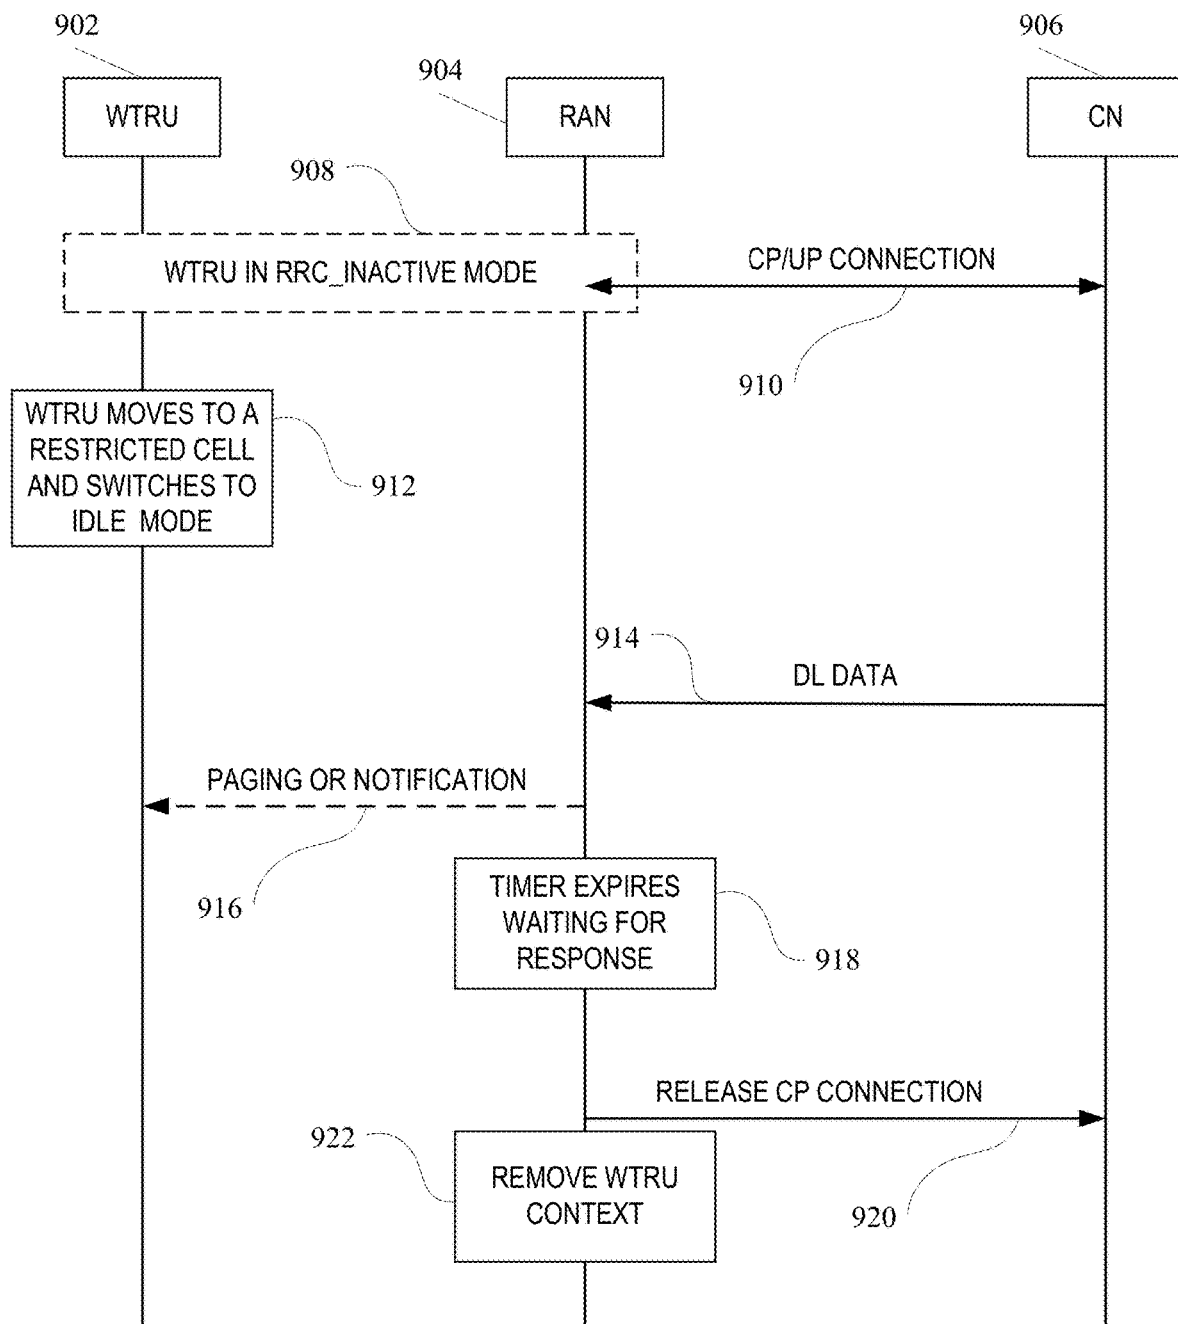 902
904
906
WTRU
RAN
CN
908
WTRU IN RRC_INACTIVE MODE
CP/UP CONNECTION
910
WTRU MOVES TO A
RESTRICTED CELL
AND SWITCHES TO
IDLE MODE
912
914
DL DATA
PAGING OR NOTIFICATION
916
TIMER EXPIRES
WAITING FOR
RESPONSE
918
RELEASE CP CONNECTION
920
922
REMOVE WTRU
CONTEXT